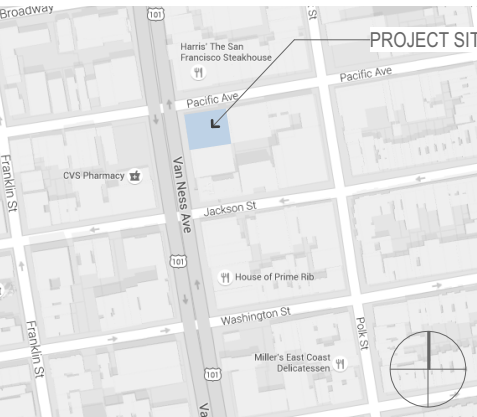 Broadway
101
St
Harris' The San
Francisco Steakhouse
PROJECT SIT
Pacific Ave
Pacific Ave
Franklin St
CVS Pharmacy
Van Ness Ave
Jackson St
101
House of Prime Rib
Washington St
Franklin St
Polk St
Miller's East Coast
Delicatessen
101
Va